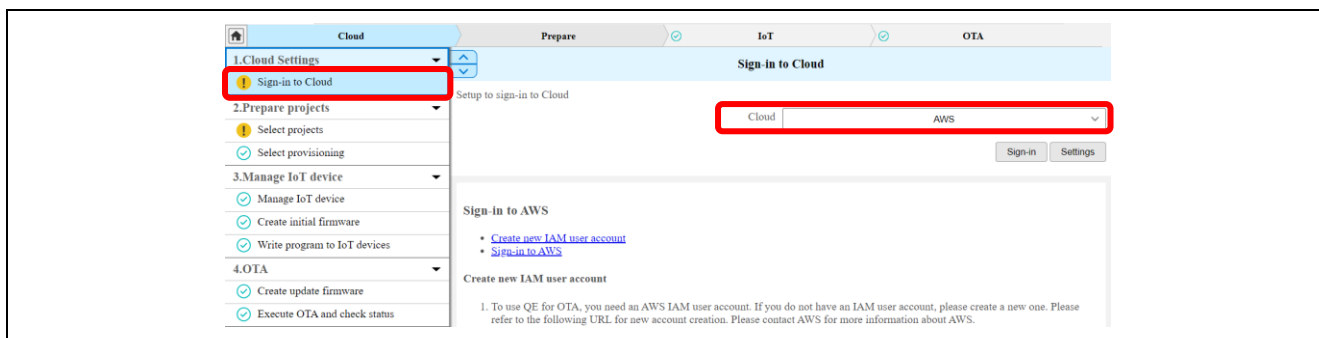 Cloud Prepare IoT OTA
1.Cloud Settings
Sign-in to Cloud
2.Prepare projects
Select projects
Select provisioning
3.Manage IoT device
Manage IoT device
Create initial firmware
Write program to IoT devices
4.OTA
Create update firmware
Execute OTA and check status
Sign-in to Cloud
Setup to sign-in to Cloud
Cloud AWS
Sign-in Settings
Sign-in to AWS
• Create new IAM user account
• Sign-in to AWS
Create new IAM user account
1. To use QE for OTA, you need an AWS IAM user account. If you do not have an IAM user account, please create a new one. Please
refer to the following URL for new account creation. Please contact AWS for more information about AWS.